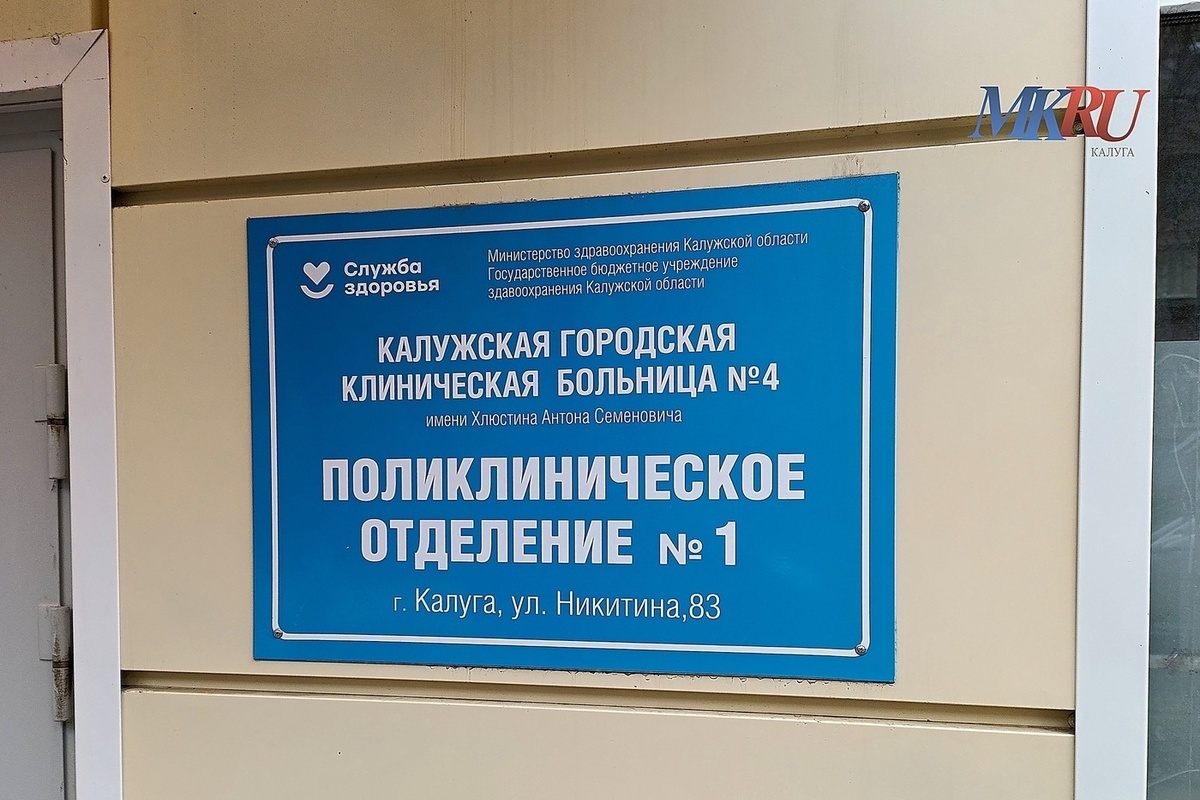 MKRU
КАЛУГА
Служба
здоровья
Министерство здравоохранения Калужской области
Государственное бюджетное учреждение
здавоохранения Калужской области
КАЛУЖСКАЯ ГОРОДСКАЯ
КЛИНИЧЕСКАЯ БОЛЬНИЦА №4
имени Хлюстина Антона Семеновича
ПОЛИКЛИНИЧЕСКОЕ
ОТДЕЛЕНИЕ № 1
г. Калуга, ул. Никитина,83